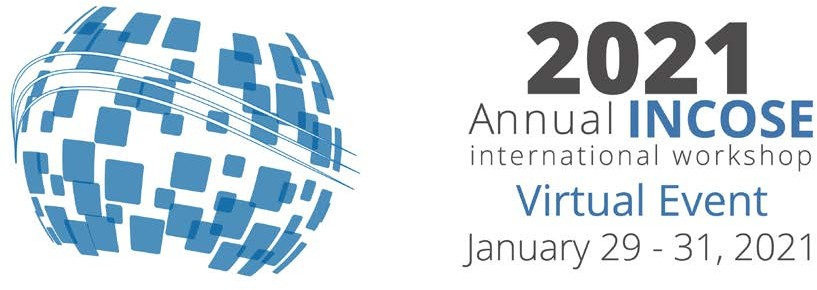 2021
Annual INCOSE
international workshop
Virtual Event
January 29 - 31, 2021